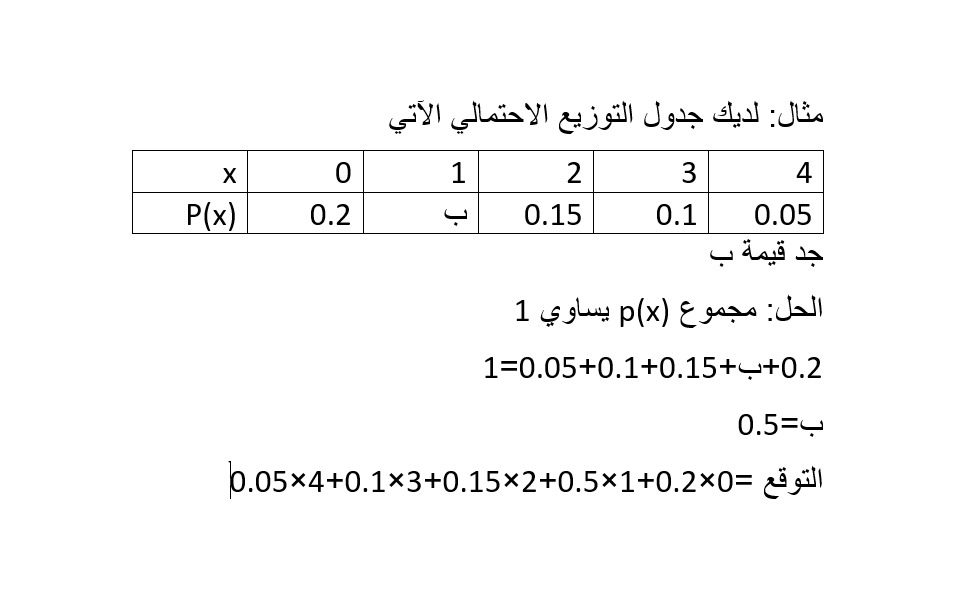 مثال: لديك جدول التوزيع الاحتمالي الآتي
x 0 1 2 3 4
P(x) 0.2 ب 0.15 0.1 0.05
جد قيمة ب
الحل: مجموع p(x) يساوي 1
0.2+ب+0.15+0.1+0.05=1
ب=0.5
التوقع =0×0.2+1×0.5+2×0.15+3×0.1+4×0.05